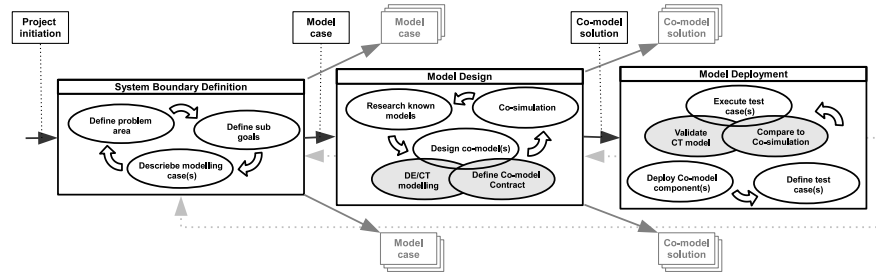 Project
initiation
Model
case
Model
case
Co-model
solution
Co-model
solution
System Boundary Definition
Define problem
area
Define sub
goals
Descriebe modelling
case(s)
Model Design
Research known
models
Co-simulation
Design co-model(s)
DE/CT
modelling
Define Co-model
Contract
Model Deployment
Execute test
case(s)
Validate
CT model
Compare to
Co-simulation
Deploy Co-model
component(s)
Define test
case(s)
Model
case
Co-model
solution